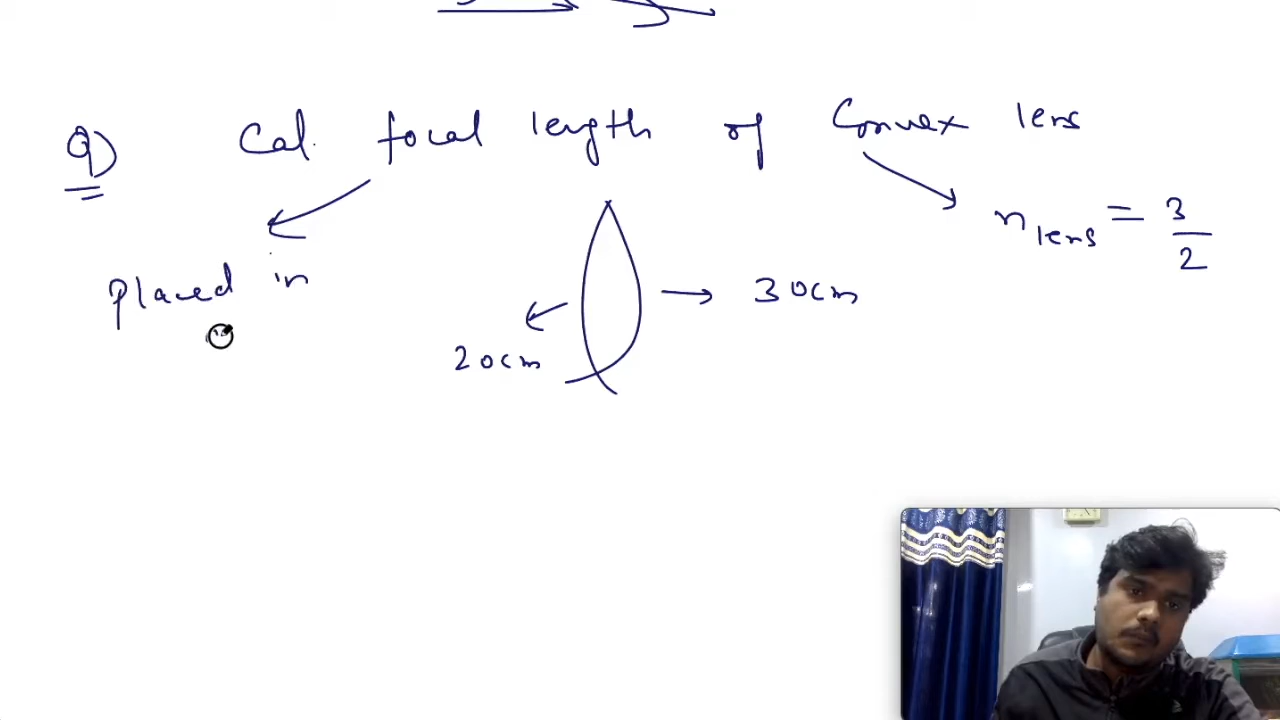 Q) Cal. focal length of Convex lens
n lens = 3/2
Placed in
20cm
30cm